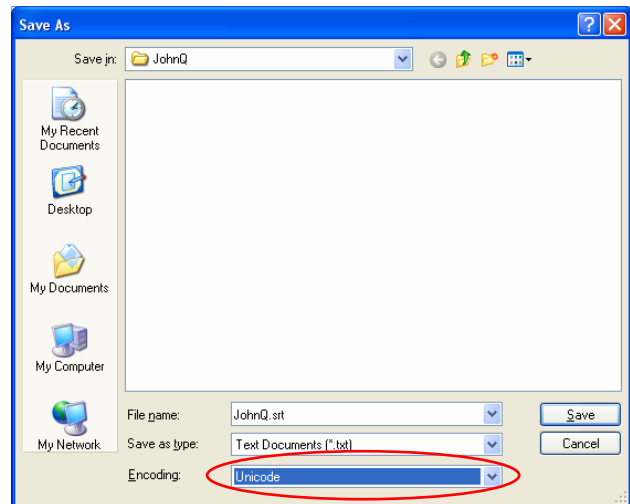 Save As
Save in:
JohnQ
My Recent
Documents
Desktop
My Documents
My Computer
My Network
File name:
JohnQ.srt
Save
Save as type:
Text Documents (*.txt)
Cancel
Encoding:
Unicode